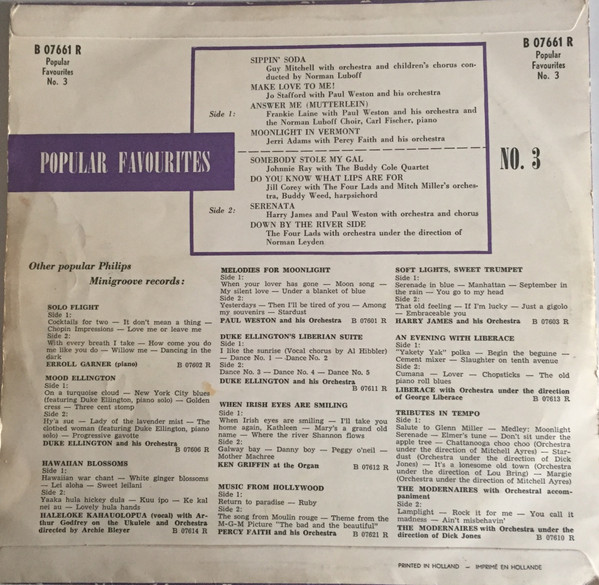 B 07661 R
Popular
Favourites
No. 3
B 07661 R
Popular
Favourites
No. 3
POPULAR FAVOURITES
NO. 3
Side 1:
SIPPIN' SODA
Guy Mitchell with orchestra and children's chorus con-
ducted by Norman Luboff
MAKE LOVE TO ME!
Jo Stafford with Paul Weston and his orchestra
ANSWER ME (MUTTERLEIN)
Frankie Laine with Paul Weston and his orchestra and
the Norman Luboff Choir, Carl Fischer, piano
MOONLIGHT IN VERMONT
Jerri Adams with Percy Faith and his orchestra
Side 2:
SOMEBODY STOLE MY GAL
Johnnie Ray with The Buddy Cole Quartet
DO YOU KNOW WHAT LIPS ARE FOR
Jill Corey with The Four Lads and Mitch Miller's orches-
tra, Buddy Weed, harpsichord
SERENATA
Harry James and Paul Weston with orchestra and chorus
DOWN BY THE RIVER SIDE
The Four Lads with orchestra under the direction of
Norman Leyden
Other popular Philips
Minigroove records:
SOLO FLIGHT
Side 1:
Cocktails for two — It don't mean a thing —
Chopin Impressions — Love me or leave me
Side 2:
With every breath I take — How come you do
me like you do — Willow me — Dancing in the
dark
ERROLL GARNER (piano) B 07602 R
MOOD ELLINGTON
Side 1:
On a turquoise cloud — New York City blues
(featuring Duke Ellington, piano solo) — Golden
cress — Three cent stomp
Side 2:
Hy'a sue — Lady of the lavender mist — The
clothed woman (featuring Duke Ellington, piano
solo) — Progressive gavotte
DUKE ELLINGTON and his Orchestra
B 07606 R
HAWAIIAN BLOSSOMS
Side 1:
Hawaiian war chant — White ginger blossoms
— Lei aloha — Sweet leilani
Side 2:
Yaaka hula hickey dula — Kuu ipo — Ke kal
nei au — Lovely hula hands
HALELOKE KAHAUOLOPUA (vocal) with Ar-
thur Godfrey on the Ukulele and Orchestra
directed by Archie Bleyer B 07614 R
MELODIES FOR MOONLIGHT
Side 1:
When your lover has gone — Moon song —
My silent love — Under a blanket of blue
Side 2:
Yesterdays — Then I'll be tired of you — Among
my souvenirs — Stardust
PAUL WESTON and his Orchestra B 07601 R
DUKE ELLINGTON'S LIBERIAN SUITE
Side 1:
I like the sunrise (Vocal chorus by Al Hibbler)
— Dance No. 1 — Dance No. 2
Side 2:
Dance No. 3 — Dance No. 4 — Dance No. 5
DUKE ELLINGTON and his Orchestra
B 07611 R
WHEN IRISH EYES ARE SMILING
Side 1:
When Irish eyes are smiling — I'll take you
home again, Kathleen — Mary's a grand old
name — Where the river Shannon flows
Side 2:
Galway bay — Danny boy — Peggy o'neil —
Mother Machree
KEN GRIFFIN at the Organ B 07612 R
MUSIC FROM HOLLYWOOD
Side 1:
Return to paradise — Ruby
Side 2:
The song from Moulin rouge — Theme from the
M-G-M Picture "The bad and the beautiful"
PERCY FAITH and his Orchestra B 07621 R
SOFT LIGHTS, SWEET TRUMPET
Side 1:
Serenade in blue — Manhattan — September in
the rain — You go to my head
Side 2:
That old feeling — If I'm lucky — Just a gigolo
— Embraceable you
HARRY JAMES and his Orchestra B 07603 R
AN EVENING WITH LIBERACE
Side 1:
"Yakety Yak" polka — Begin the beguine —
Cement mixer — Slaughter on tenth avenue
Side 2:
Cumana — Lover — Chopsticks — The old
piano roll blues
LIBERACE with Orchestra under the direction
of George Liberace B 07613 R
TRIBUTES IN TEMPO
Side 1:
Salute to Glenn Miller — Medley: Moonlight
Serenade — Elmer's tune — Don't sit under the
apple tree — Chattanooga choo choo (Orchestra
under the direction of Mitchell Ayres) — Star-
dust (Orchestra under the direction of Dick
Jones) — It's a lonesome old town (Orchestra
under the direction of Lou Bring) — Margie
(Orchestra under the direction of Mitchell Ayres)
THE MODERNAIRES with Orchestral accom-
paniment
Side 2:
Lamplight — Rock it for me — You call it
madness — Ain't misbehavin'
THE MODERNAIRES with Orchestra under the
direction of Dick Jones B 07610 R
PRINTED IN HOLLAND — IMPRIMÉ EN HOLLANDE